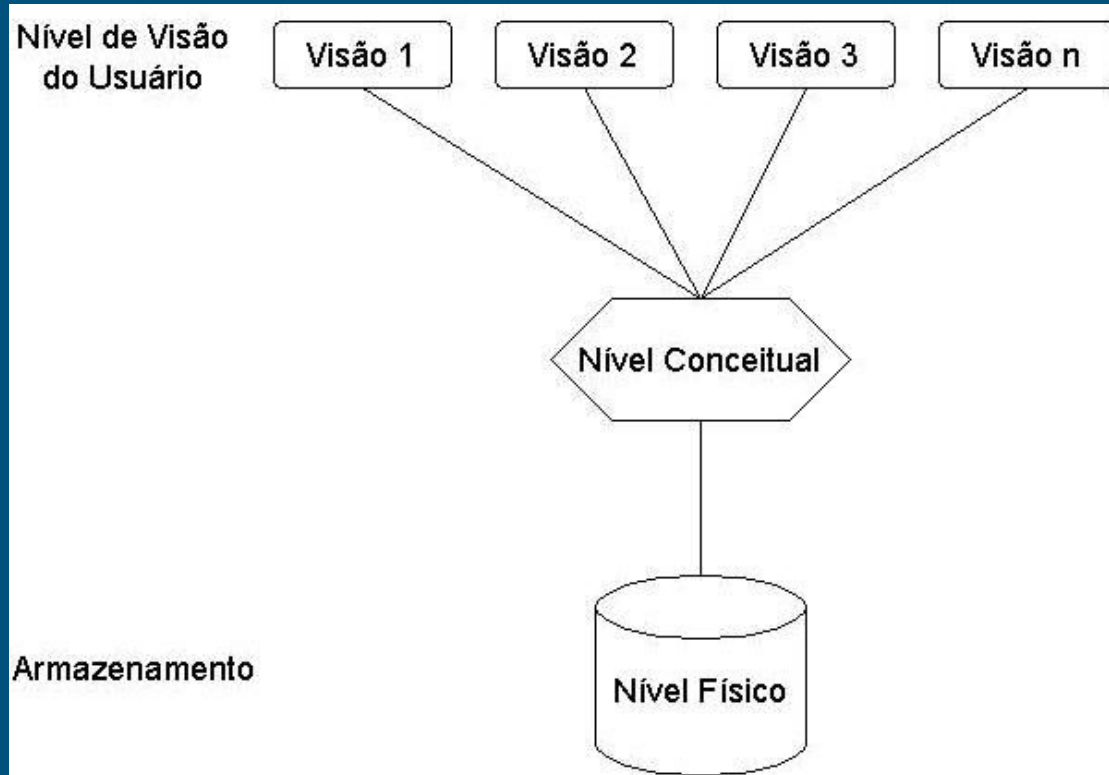 Nível de Visão
do Usuário
Visão 1
Visão 2
Visão 3
Visão n
Nível Conceitual
Armazenamento
Nível Físico